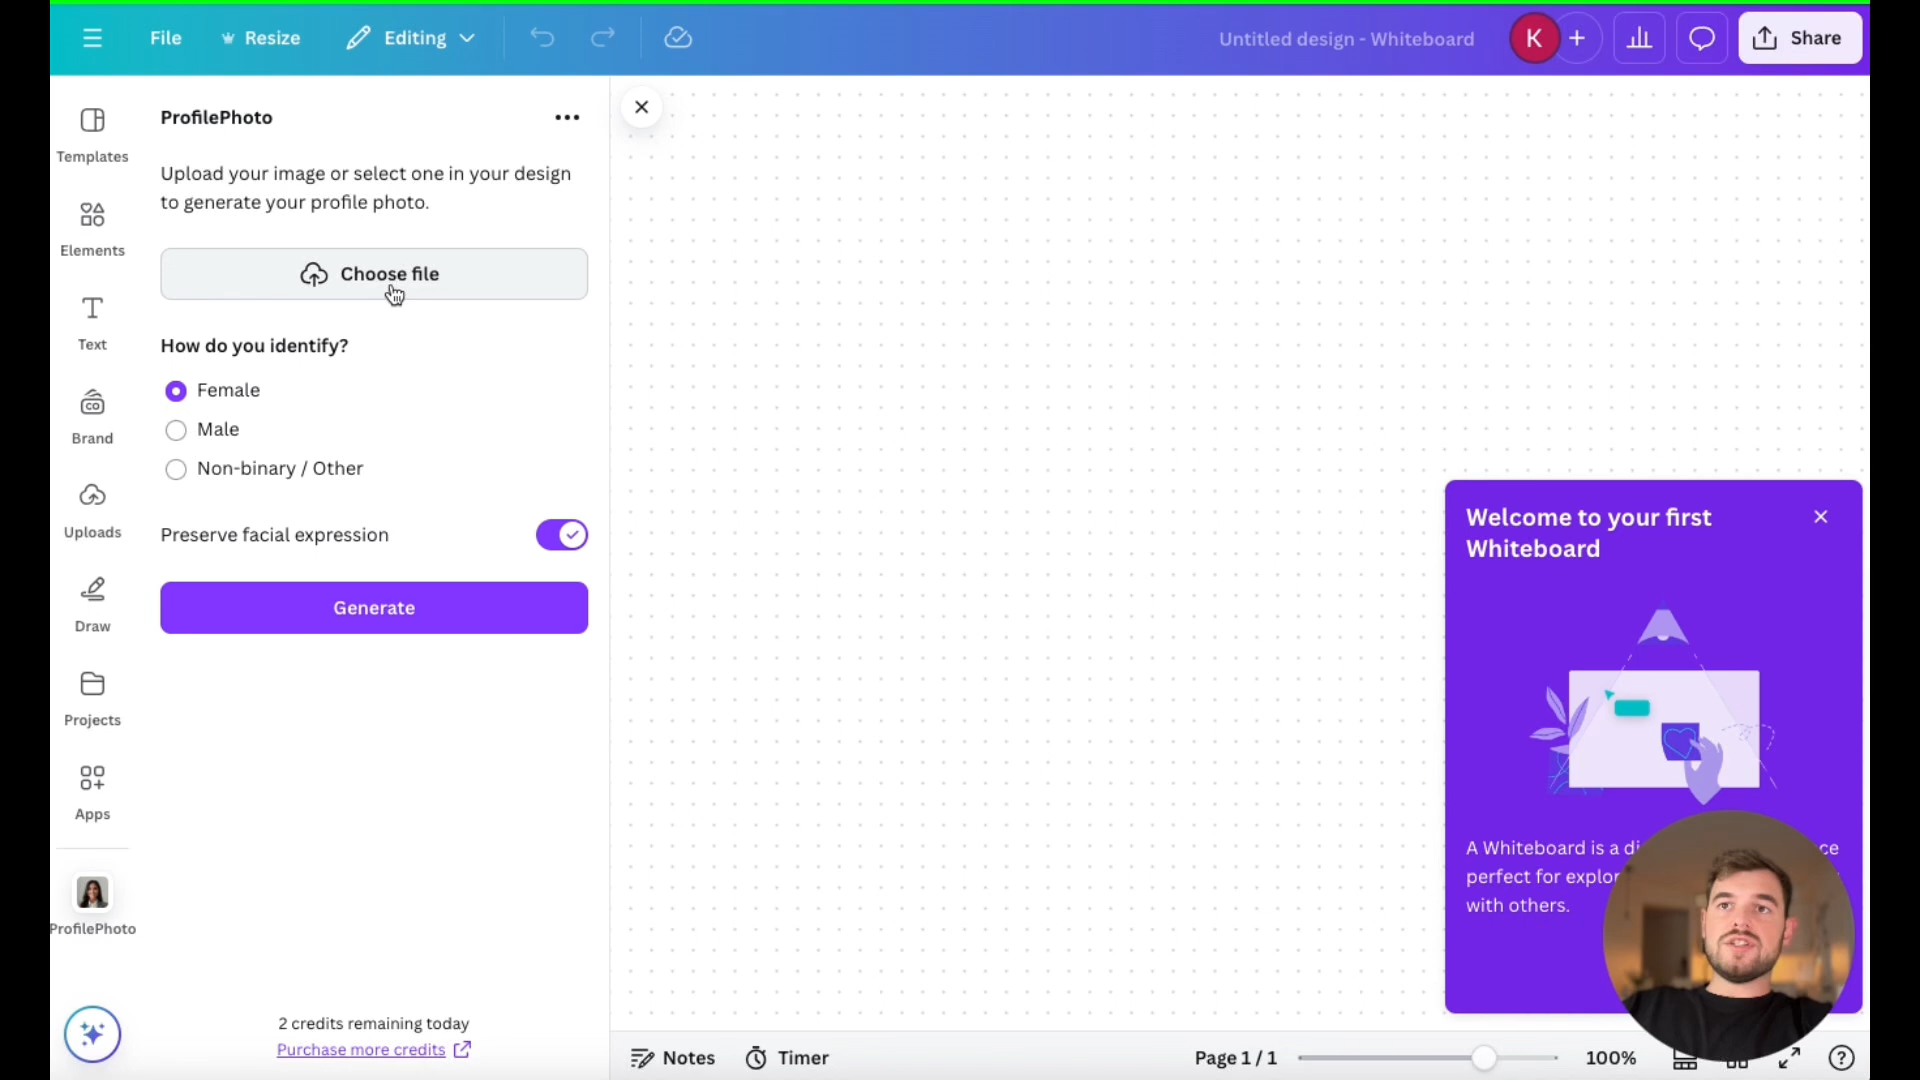 File
Resize
Editing
Untitled design - Whiteboard
K
Share
Templates
Elements
Text
CO
Brand
Uploads
Draw
Projects
Apps
ProfilePhoto
ProfilePhoto
Upload your image or select one in your design
to generate your profile photo.
Choose file
How do you identify?
Female
Male
Non-binary / Other
Preserve facial expression
Generate
2 credits remaining today
Purchase more credits
Welcome to your first
Whiteboard
A Whiteboard is a
perfect for
with others.
Notes
Timer
Page 1 / 1
100%